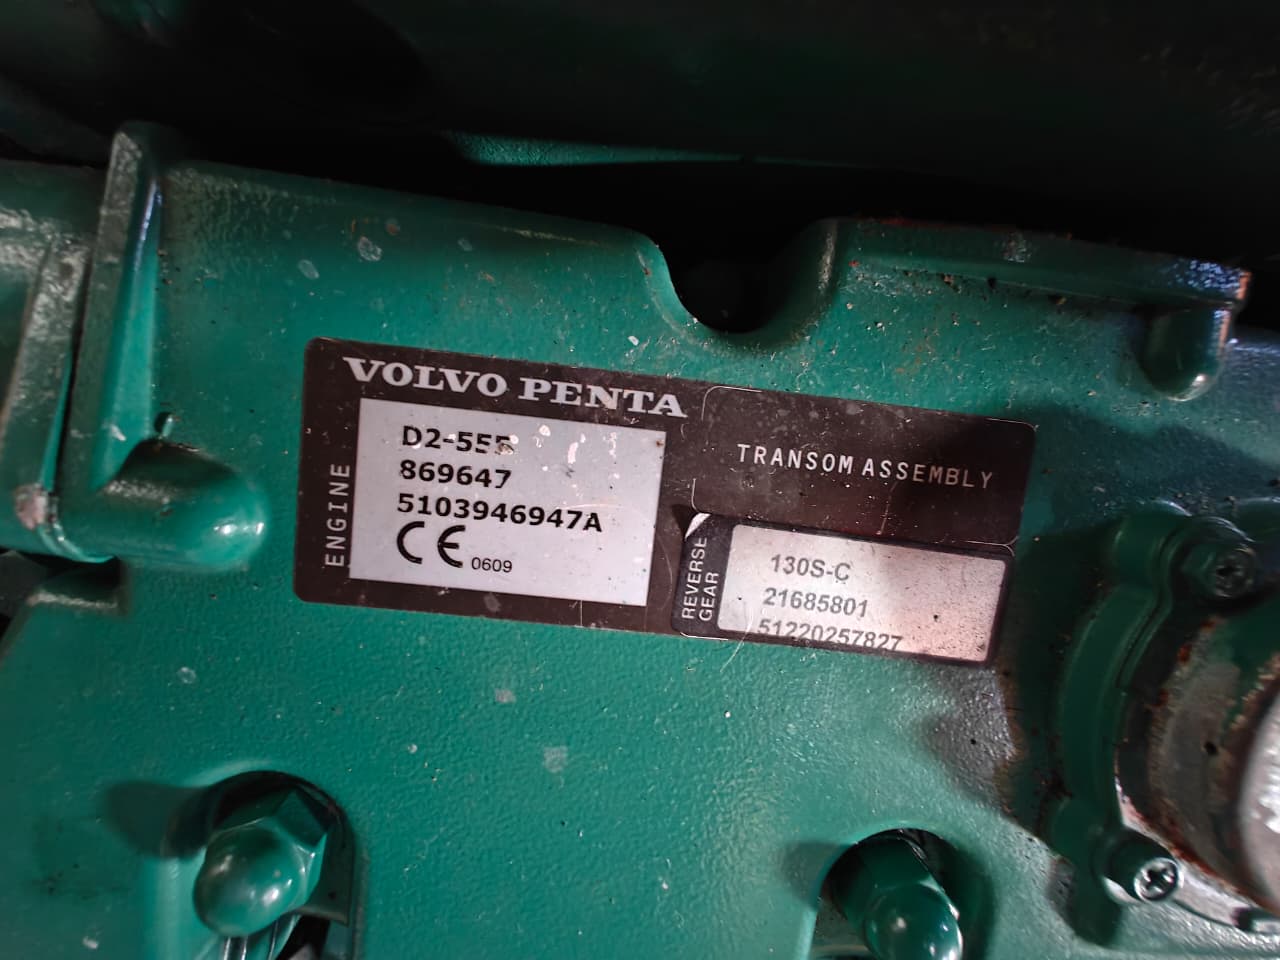 VOLVO PENTA
ENGINE
869647
5103946947A
CE 0609
TRANSOM ASSEMBLY
REVERSE
GEAR
130S-C
21685801
51220257827